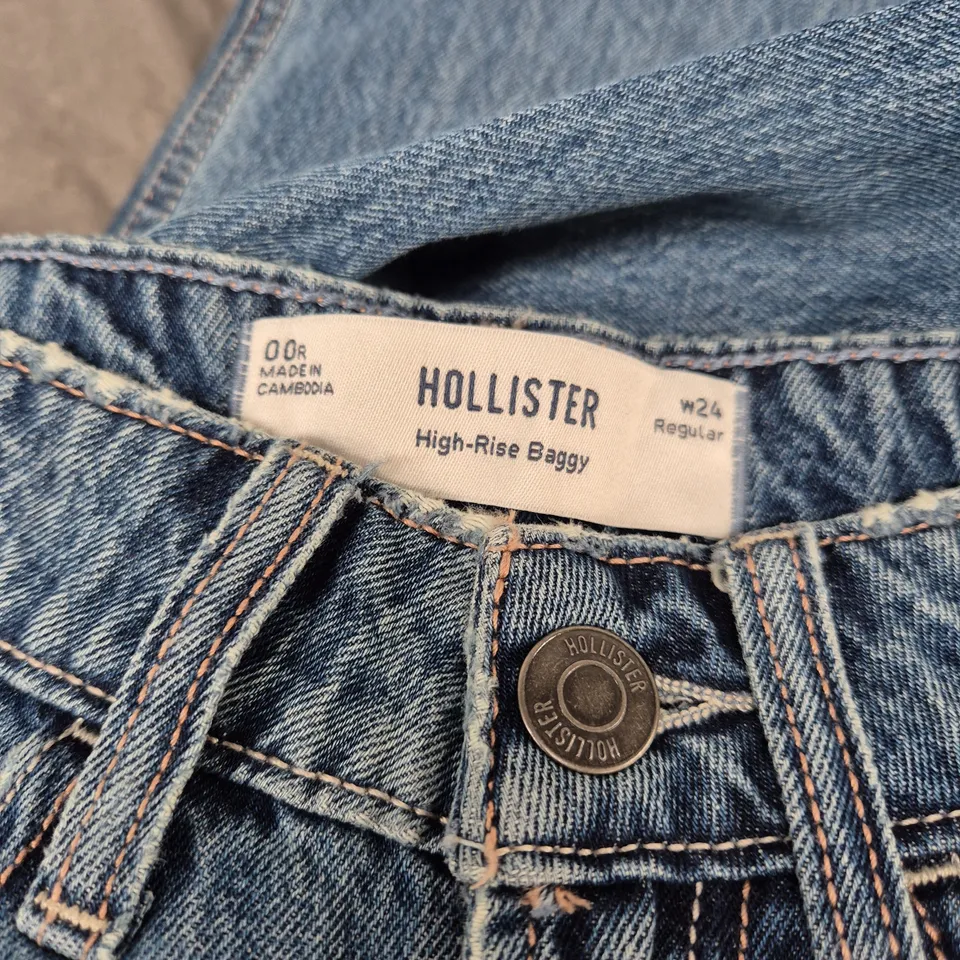 00R
MADE IN
CAMBODIA
HOLLISTER
High-Rise Baggy
W24
Regular
HOLLISTER
HOLLISTER